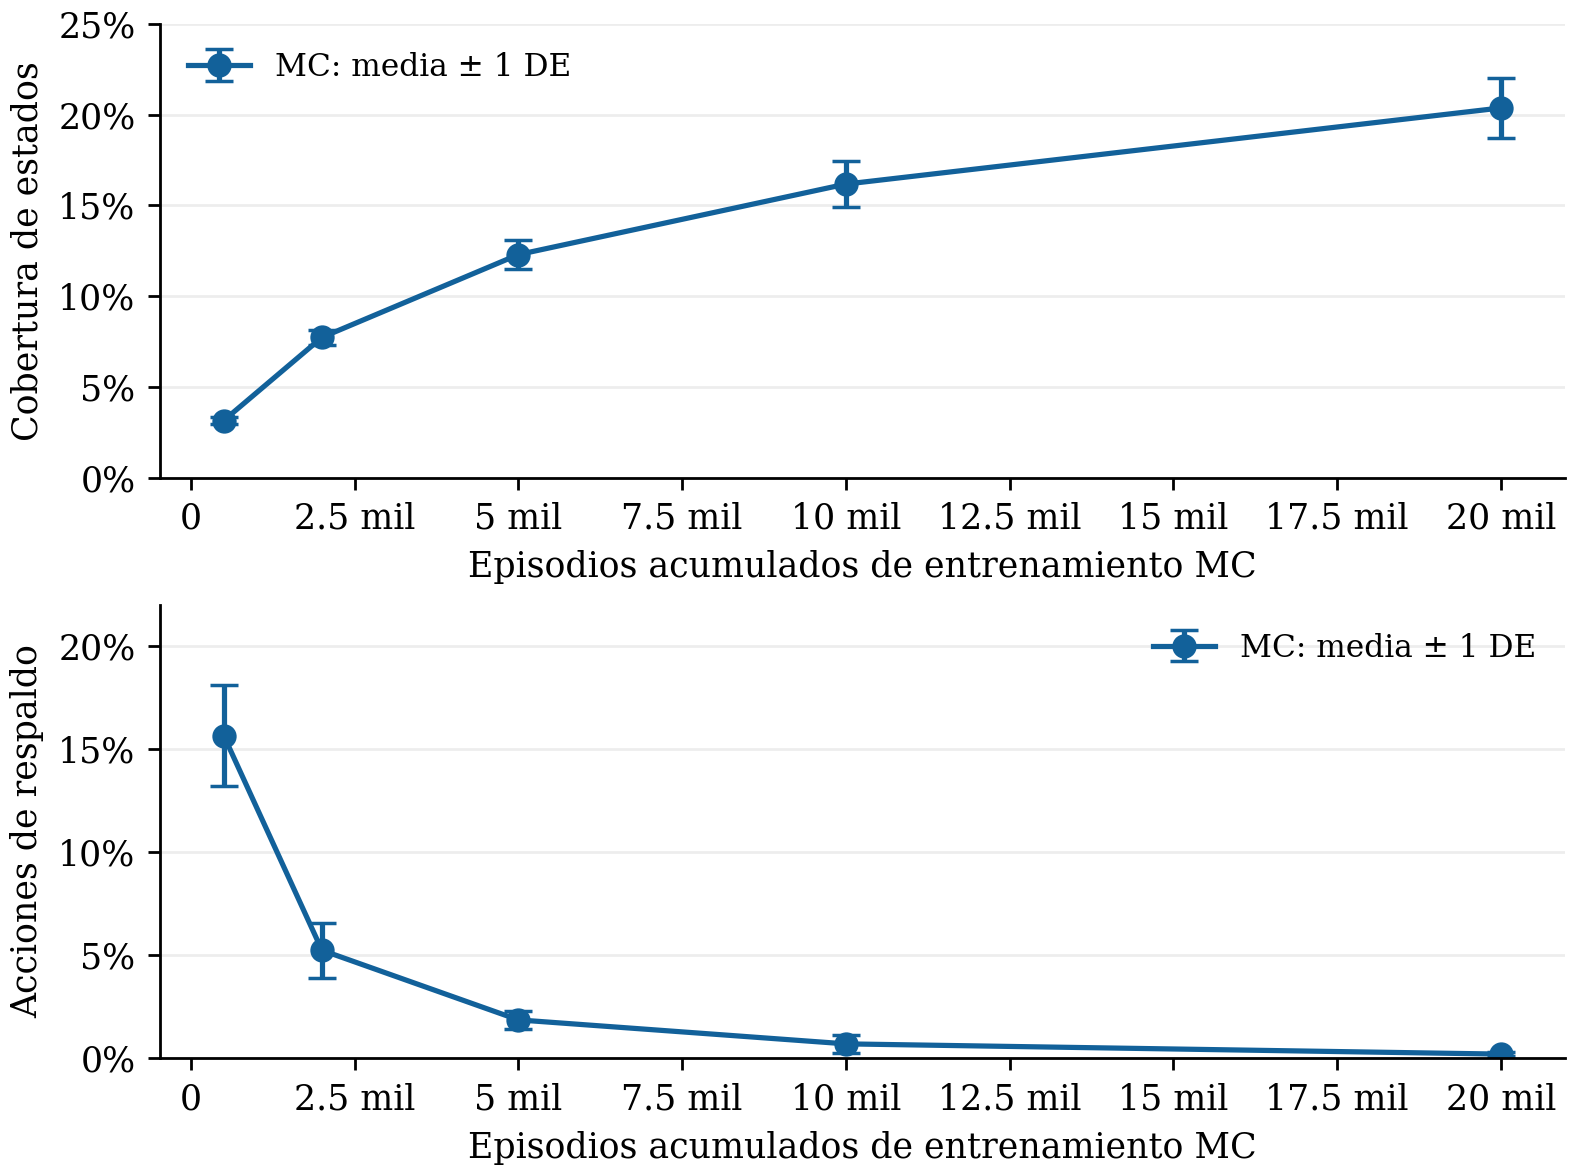 25%
20%
15%
10%
5%
0%
Cobertura de estados
MC: media ± 1 DE
0 2.5 mil 5 mil 7.5 mil 10 mil 12.5 mil 15 mil 17.5 mil 20 mil
Episodios acumulados de entrenamiento MC
20%
15%
10%
5%
0%
Acciones de respaldo
MC: media ± 1 DE
0 2.5 mil 5 mil 7.5 mil 10 mil 12.5 mil 15 mil 17.5 mil 20 mil
Episodios acumulados de entrenamiento MC